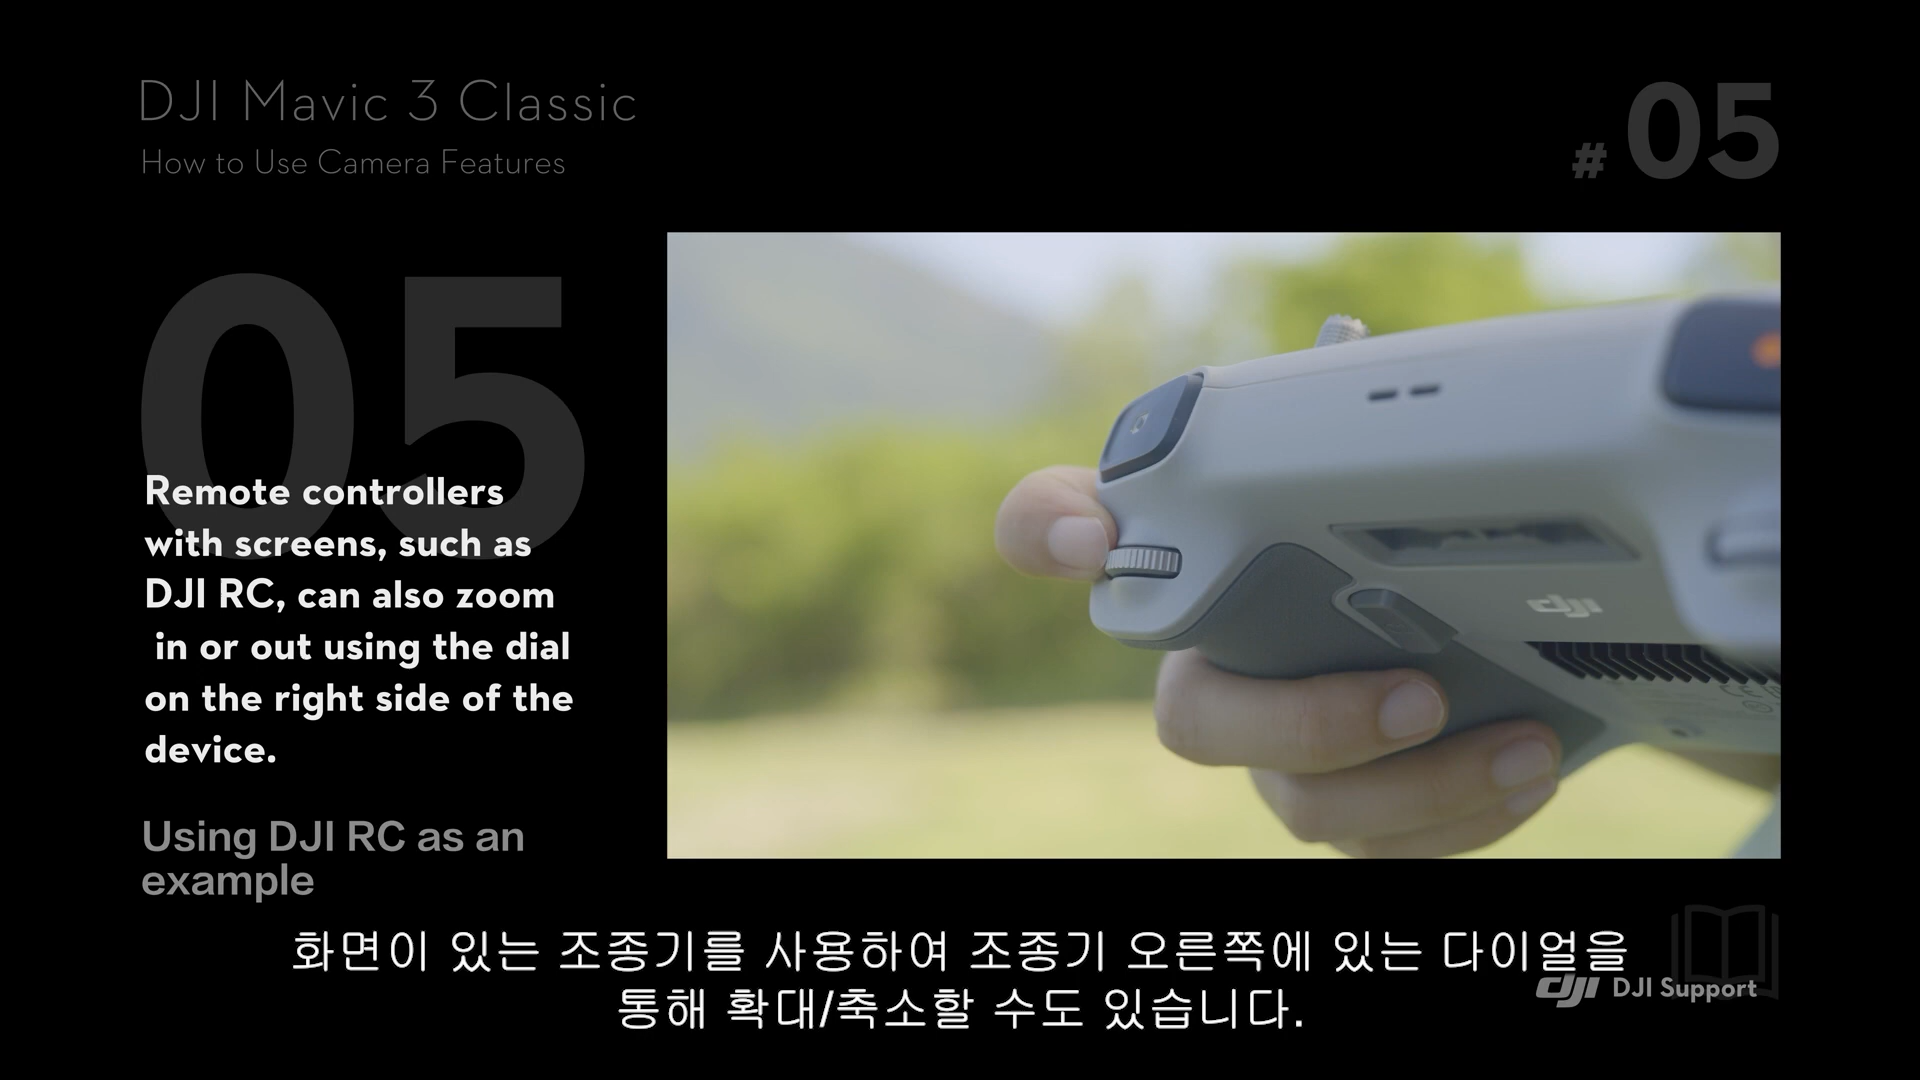 DJI Mavic 3 Classic
How to Use Camera Features
# 05
05
Remote controllers
with screens, such as
DJI RC, can also zoom
in or out using the dial
on the right side of the
device.
Using DJI RC as an
example
dji
화면이 있는 조종기를 사용하여 조종기 오른쪽에 있는 다이얼을
통해 확대/축소할 수도 있습니다.
dji DJI Support